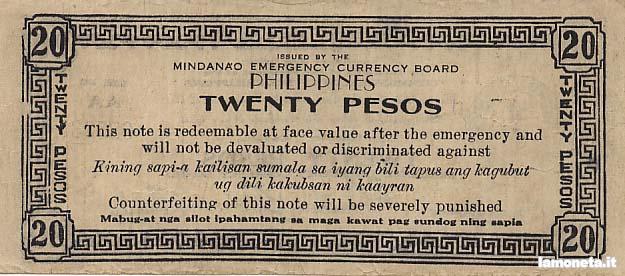 20 20
ISSUED BY THE
MINDANAO EMERGENCY CURRENCY BOARD
PHILIPPINES
TWENTY PESOS
This note is redeemable at face value after the emergency and
will not be devaluated or discriminated against
Kining sapi-a kailisan sumala sa iyang bili tapus ang kagubut
ug dili kakubsan ni kaayran
Counterfeiting of this note will be severely punished
Mabug-at nga silot ipahamtang sa maga kawat pag sundog ning sapia
TWENTY PESOS
TWENTY PESOS
20 20
lamoneta.it